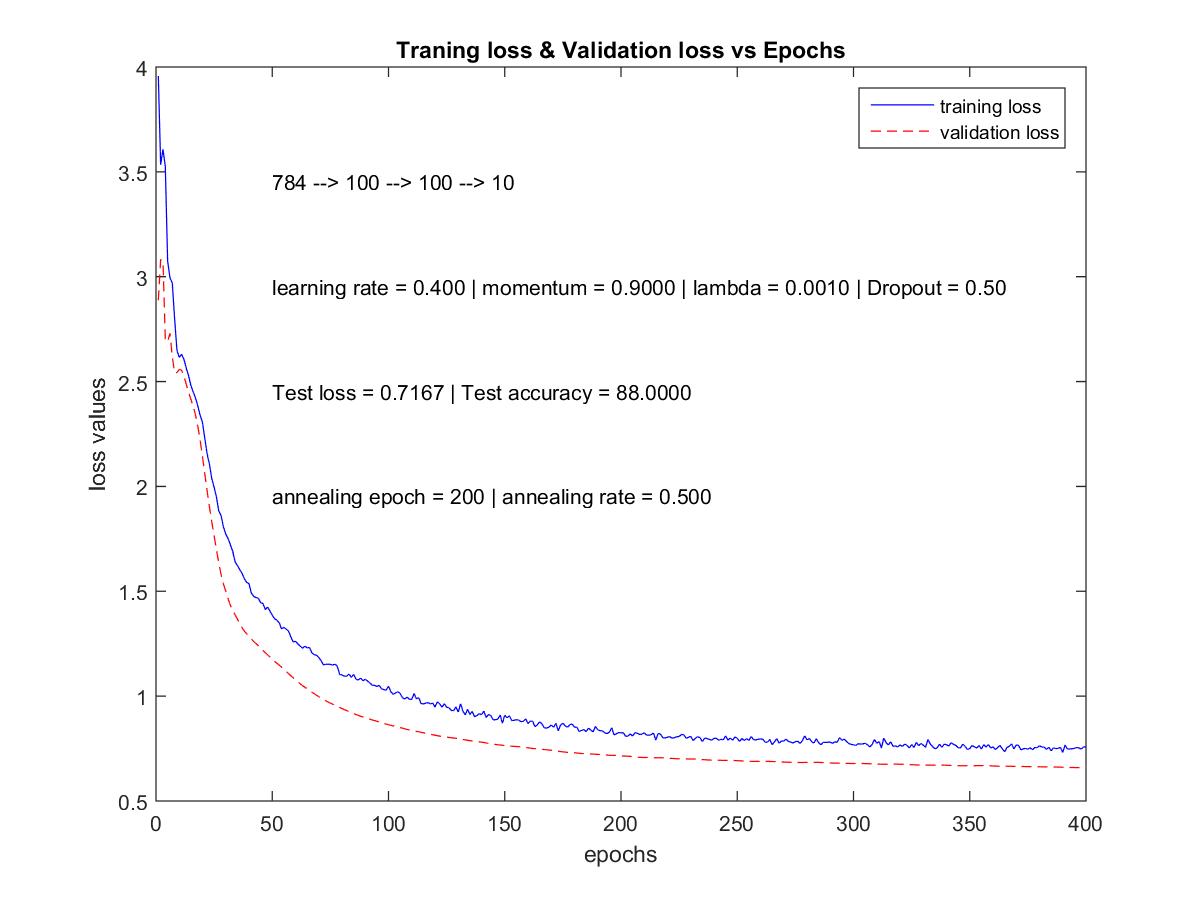 Traning loss & Validation loss vs Epochs
training loss
validation loss
784 --> 100 --> 100 --> 10
learning rate = 0.400 | momentum = 0.9000 | lambda = 0.0010 | Dropout = 0.50
Test loss = 0.7167 | Test accuracy = 88.0000
annealing epoch = 200 | annealing rate = 0.500
loss values
4
3.5
3
2.5
2
1.5
1
0.5
0 50 100 150 200 250 300 350 400
epochs